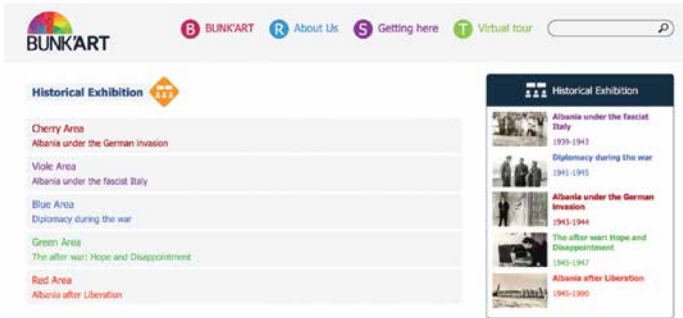 BUNK'ART
B BUNK'ART R About Us S Getting here T Virtual tour
Historical Exhibition
Cherry Area
Albania under the German invasion
Viole Area
Albania under the fascist Italy
Blue Area
Diplomacy during the war
Green Area
The after war: Hope and Disappointment
Red Area
Albania after Liberation
Historical Exhibition
Albania under the fascist
Italy
1939-1943
Diplomacy during the war
1941-1945
Albania under the German
invasion
1943-1944
The after war: Hope and
Disappointment
1945-1947
Albania after Liberation
1945-1990